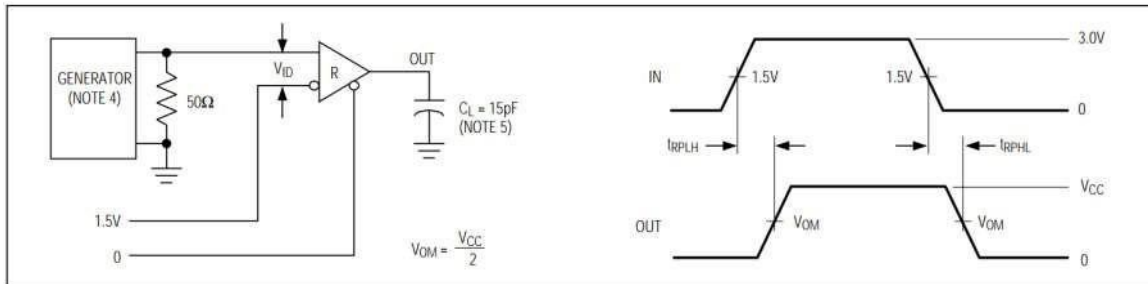 GENERATOR
(NOTE 4)
50Ω
VID
R
OUT
CL = 15pF
(NOTE 5)
1.5V
0
VOM = VCC
2
IN
3.0V
1.5V
1.5V
0
tRPLH
tRPHL
OUT
VCC
VOM
VOM
0